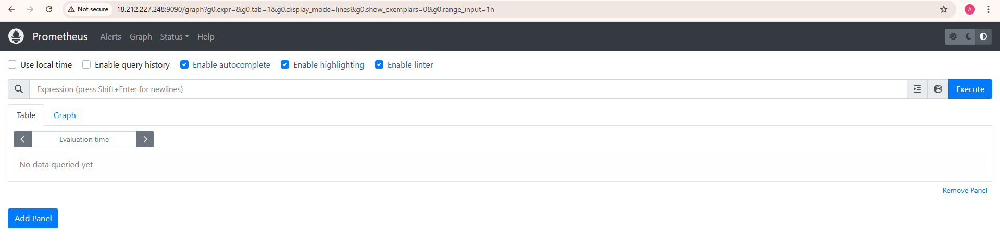 Not secure 18.212.227.248:9090/graph?g0.expr=&g0.tab=1&g0.display_mode=lines&g0.show_exemplars=0&g0.range_input=1h A
Prometheus Alerts Graph Status Help
Use local time Enable query history Enable autocomplete Enable highlighting Enable linter
Expression (press Shift+Enter for newlines) Execute
Table Graph
Evaluation time
No data queried yet
Remove Panel
Add Panel